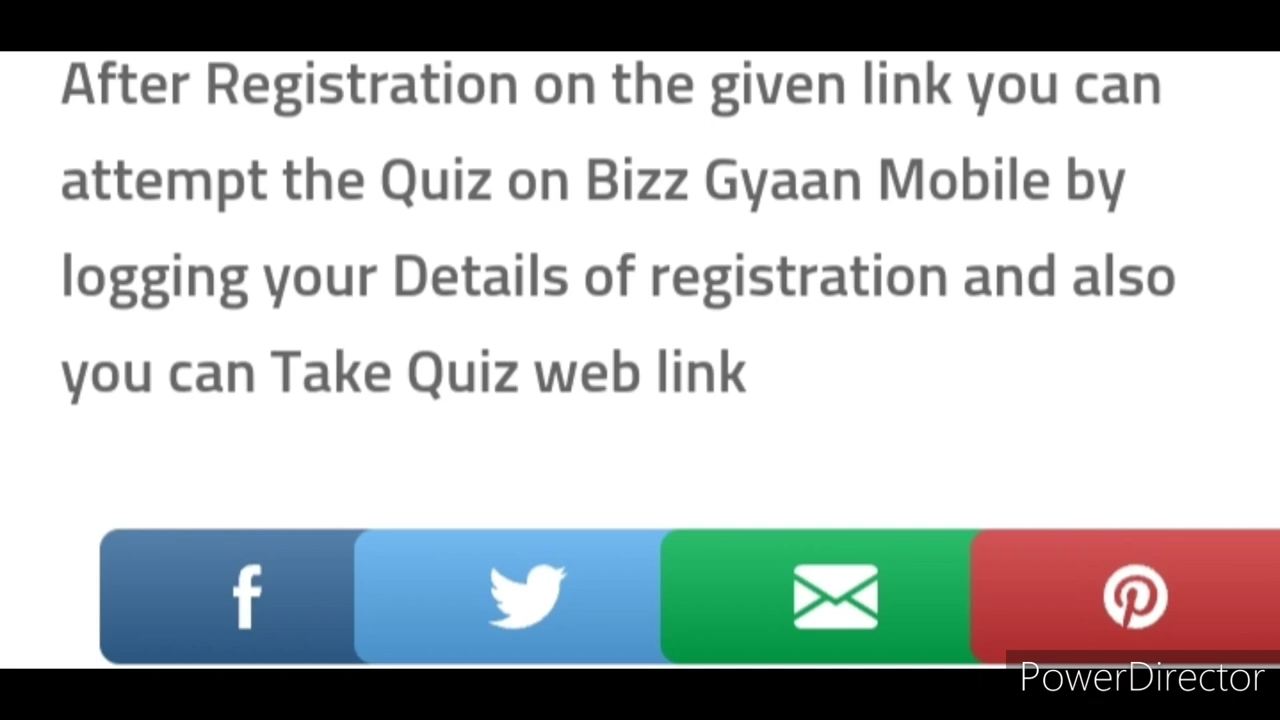 After Registration on the given link you can
attempt the Quiz on Bizz Gyaan Mobile by
logging your Details of registration and also
you can Take Quiz web link
PowerDirector